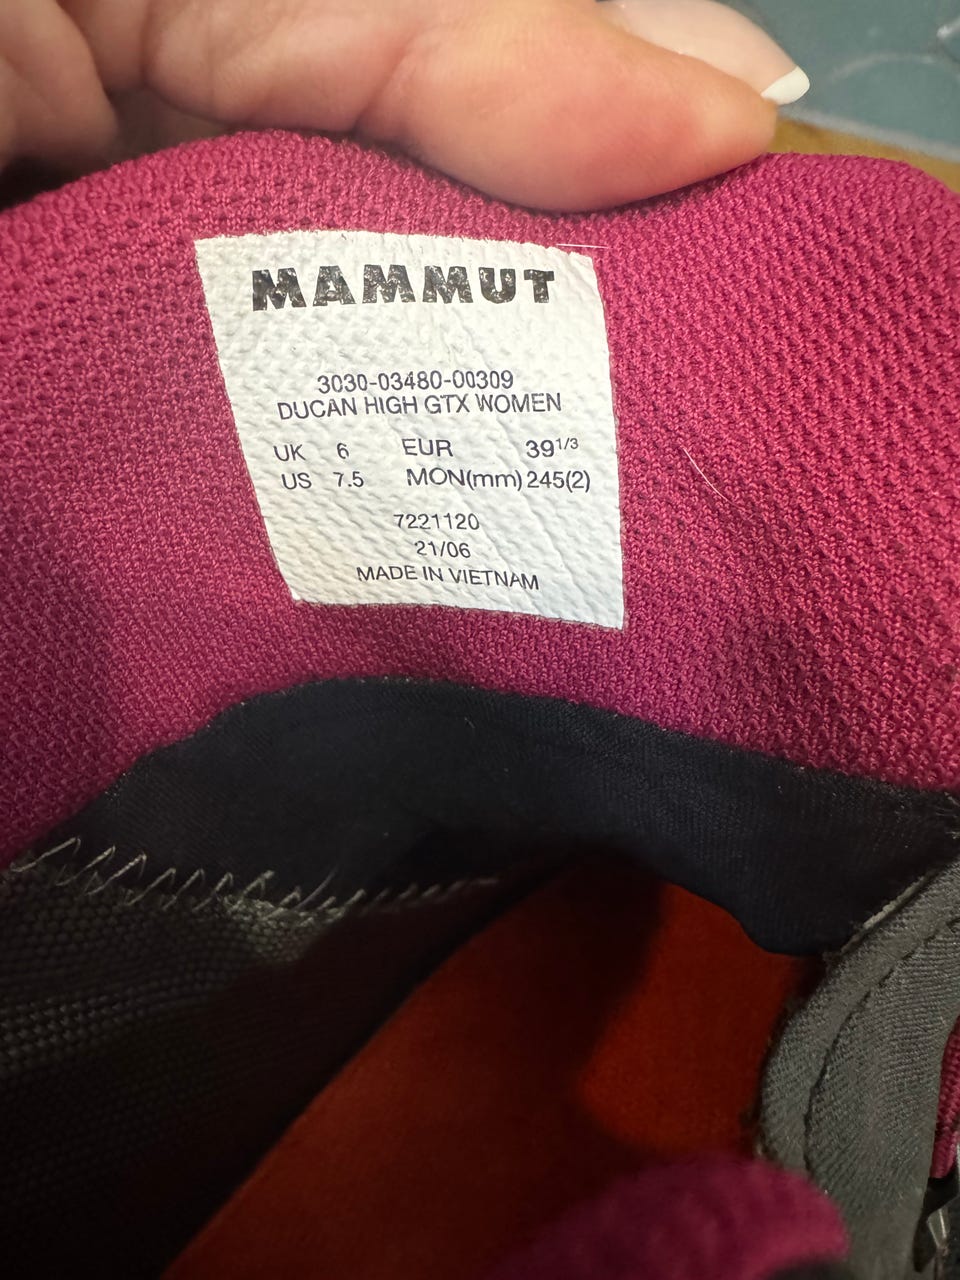 MAMMUT
3030-03480-00309
DUCAN HIGH GTX WOMEN
UK 6 EUR 39 1/3
US 7.5 MON(mm) 245(2)
7221120
21/06
MADE IN VIETNAM